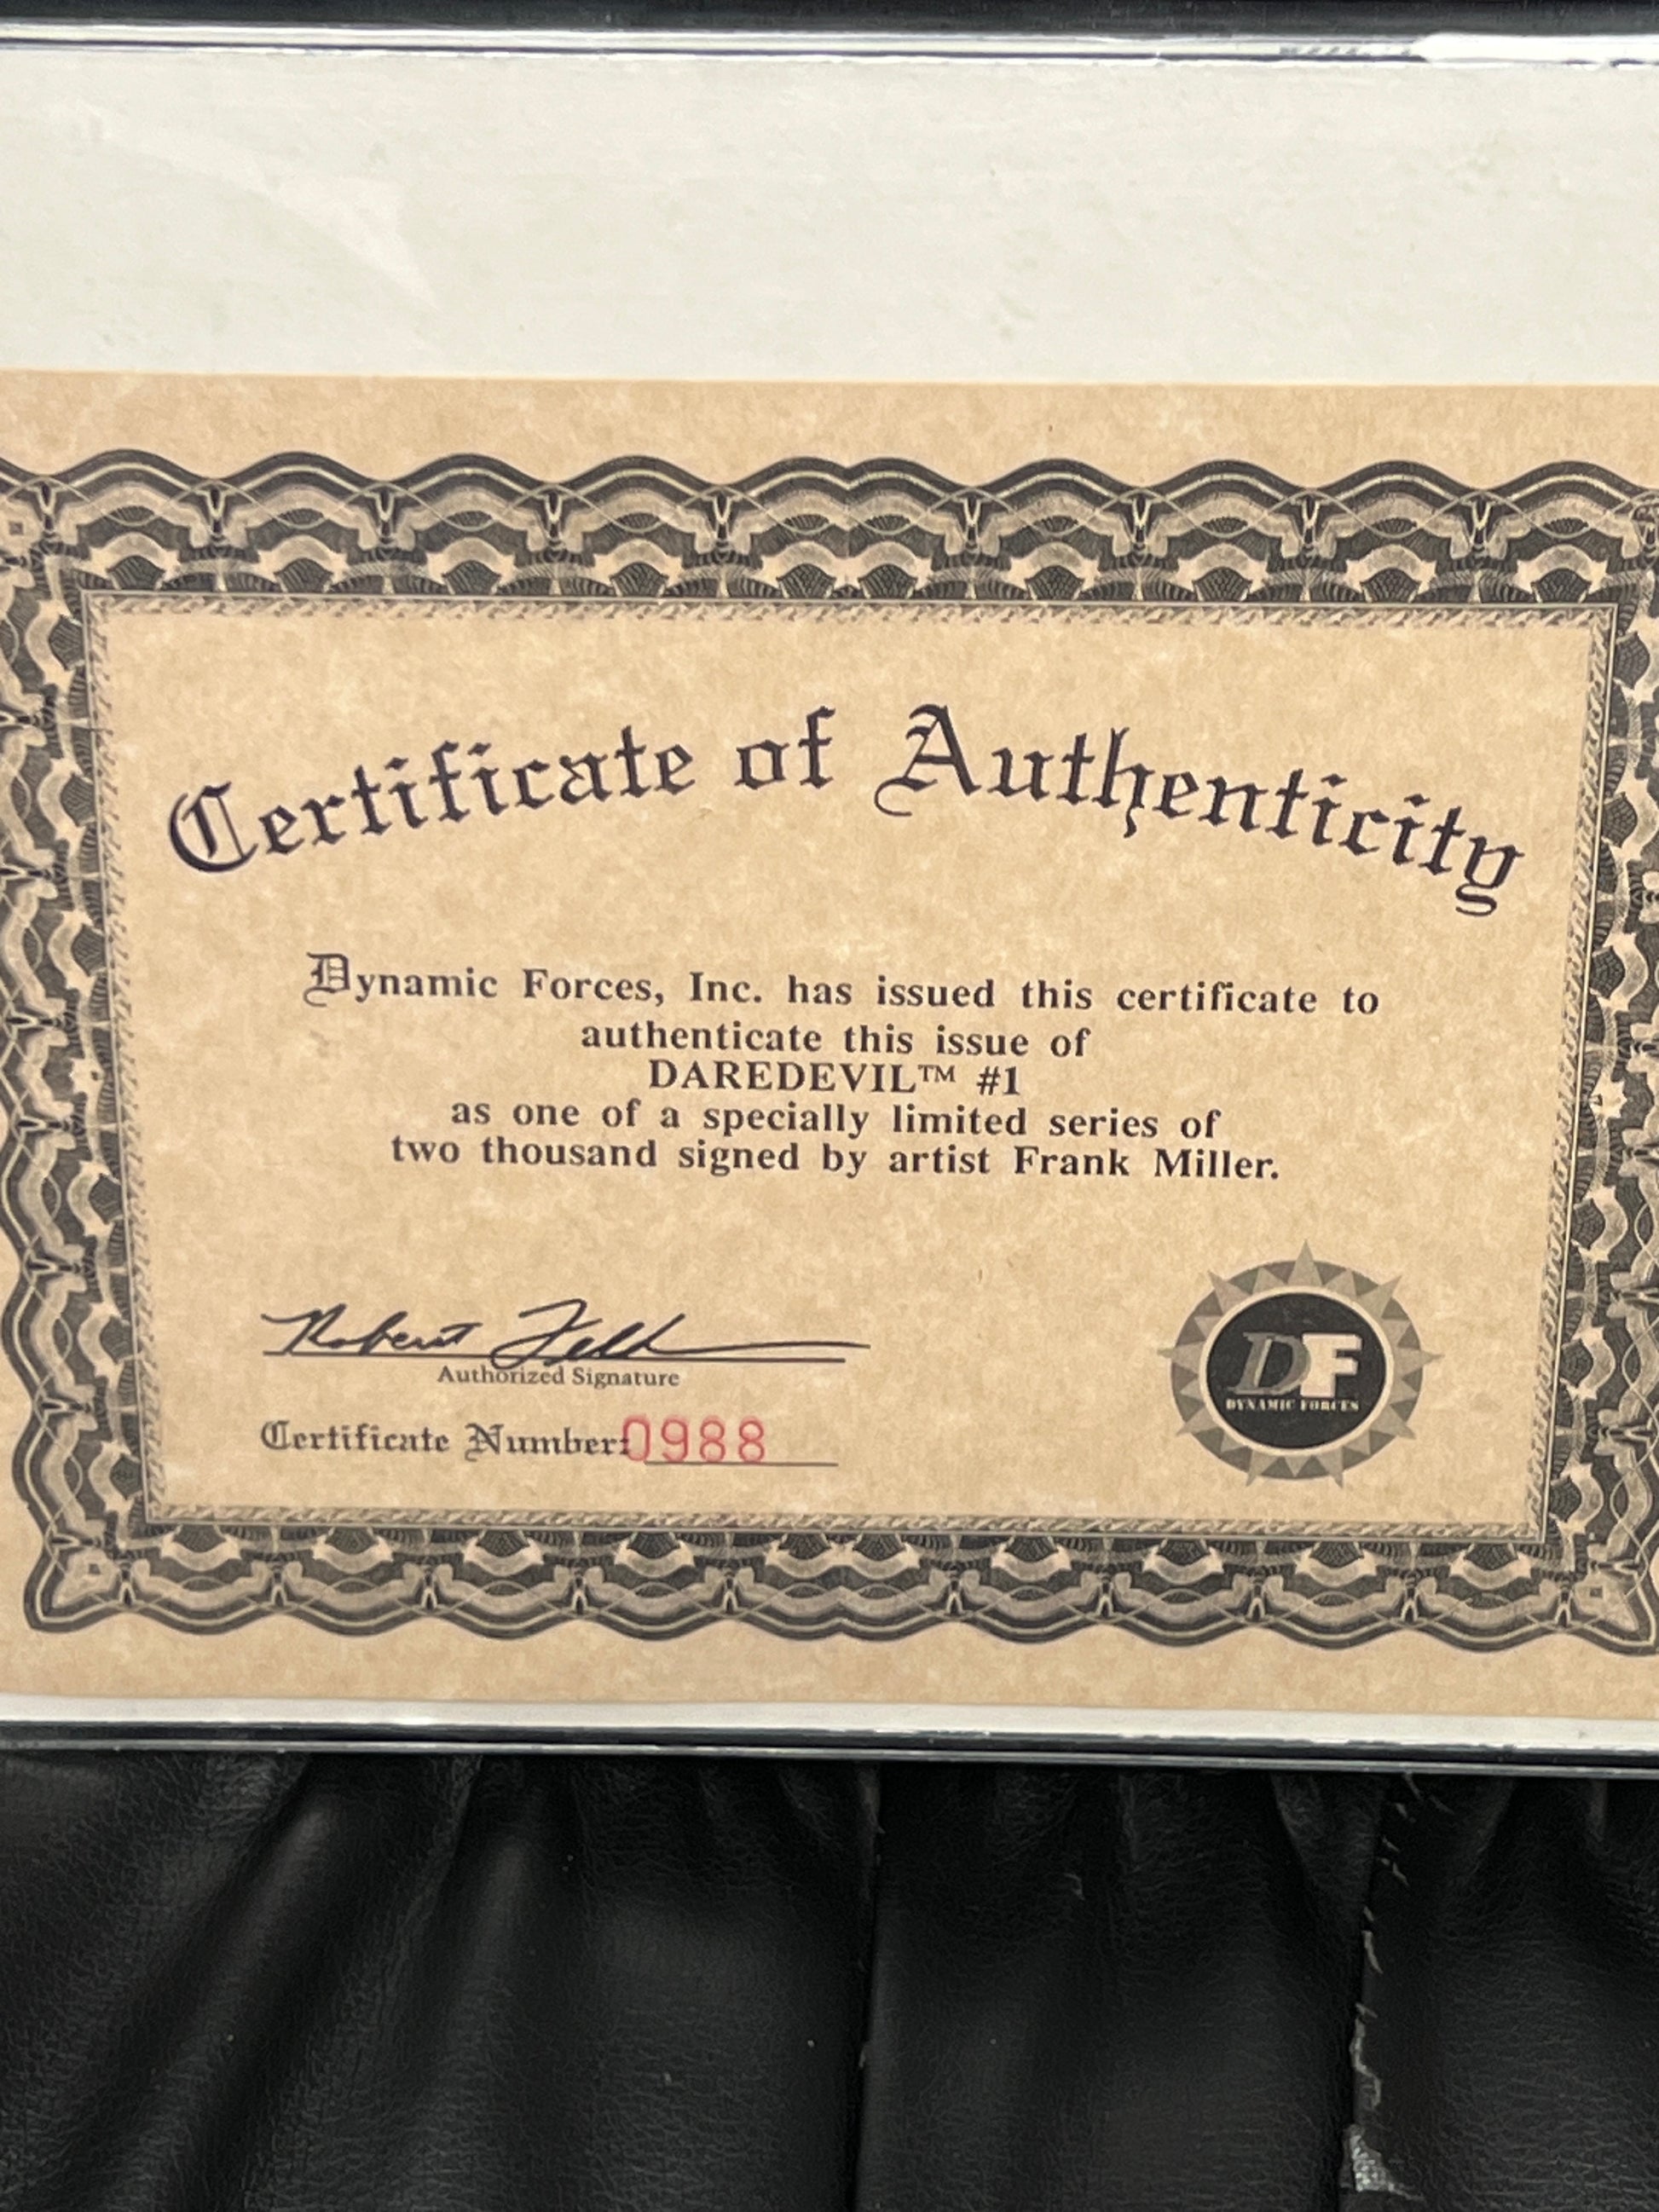 Certificate of Authenticity
Dynamic Forces, Inc. has issued this certificate to
authenticate this issue of
DAREDEVIL™ #1
as one of a specially limited series of
two thousand signed by artist Frank Miller.
Robert Feld
Authorized Signature
Certificate Number: 0988
DF
DYNAMIC FORCES